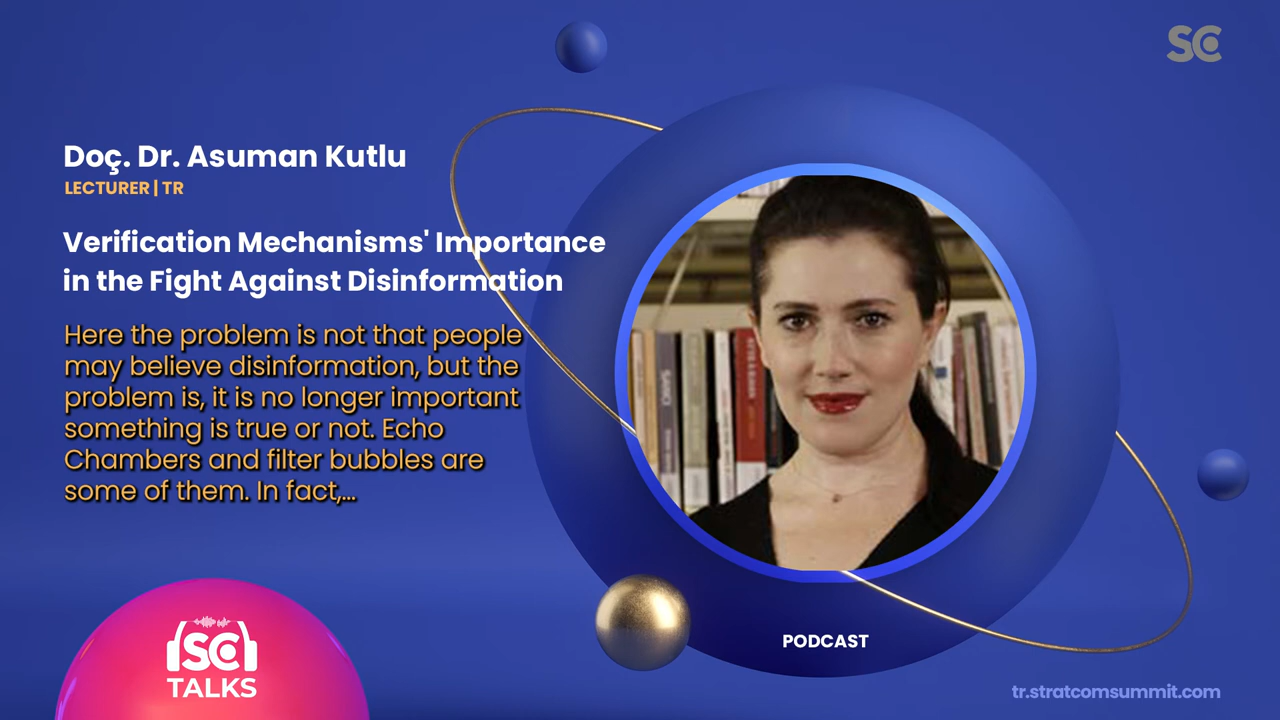 SC
Doç. Dr. Asuman Kutlu
LECTURER | TR
Verification Mechanisms' Importance
in the Fight Against Disinformation
Here the problem is not that people
may believe disinformation, but the
problem is, it is no longer important
something is true or not. Echo
Chambers and filter bubbles are
some of them. In fact,...
SC
TALKS
PODCAST
tr.stratcomsummit.com